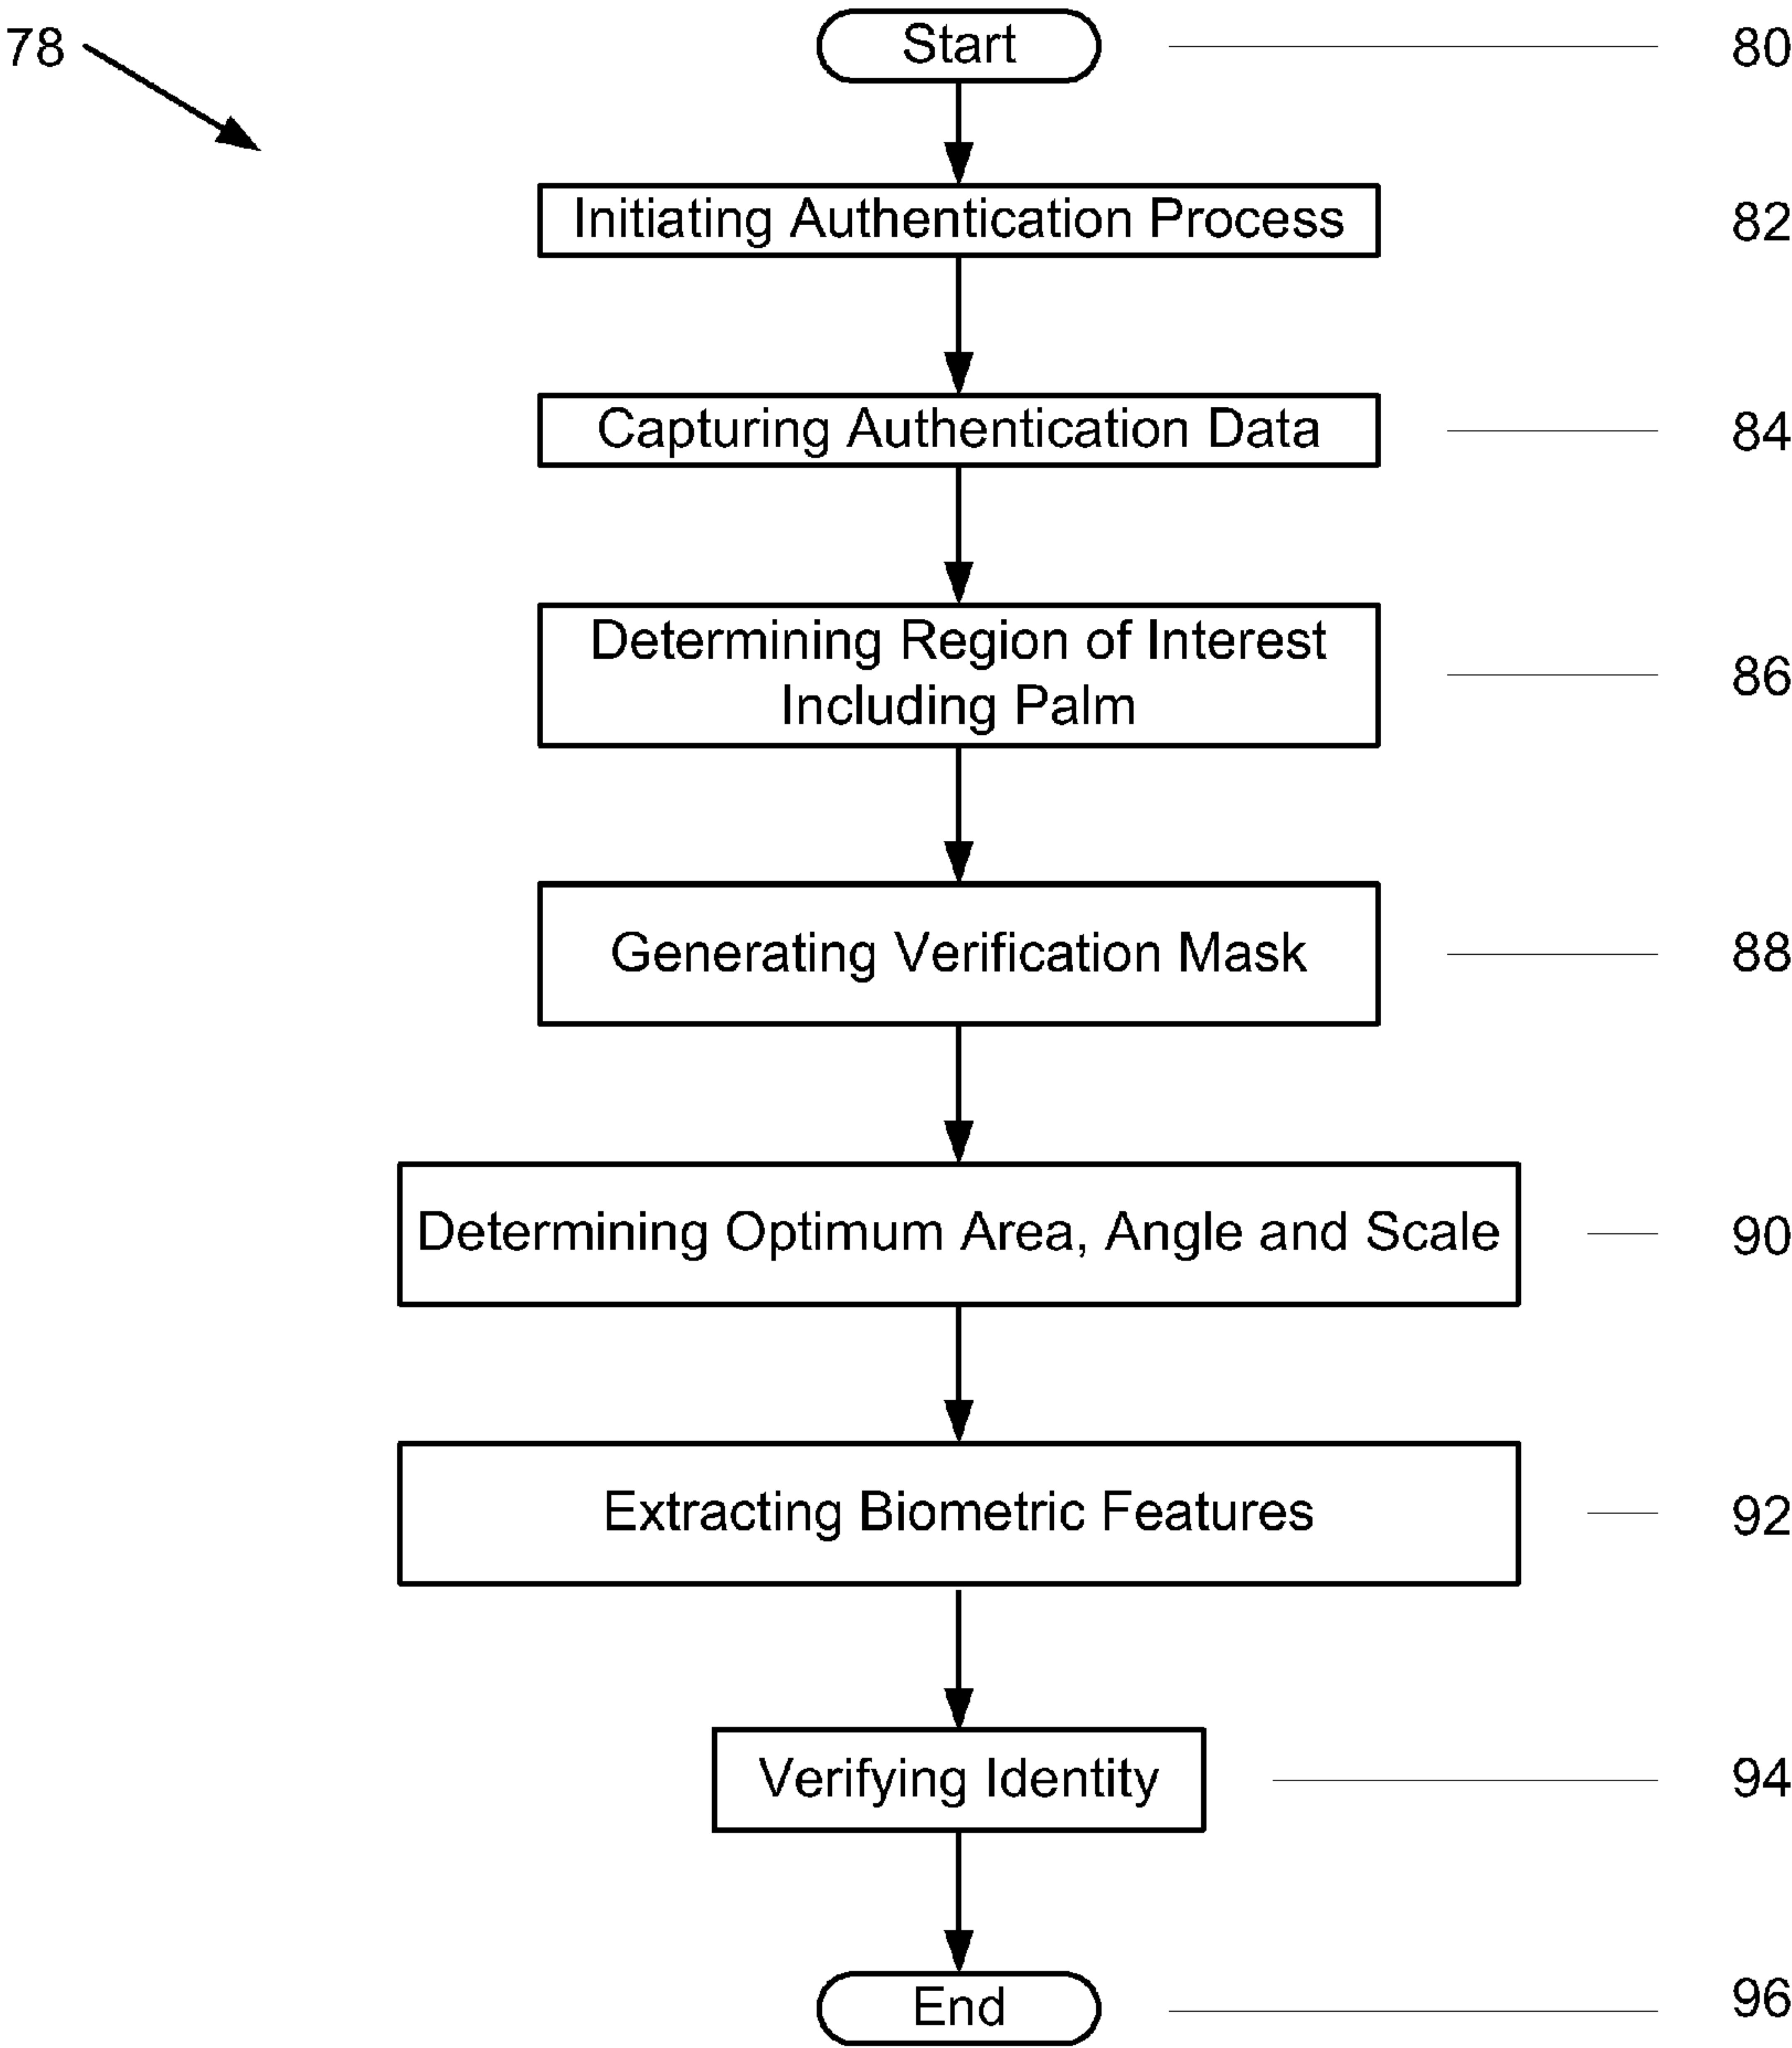 78
Start
80
Initiating Authentication Process
82
Capturing Authentication Data
84
Determining Region of Interest
Including Palm
86
Generating Verification Mask
88
Determining Optimum Area, Angle and Scale
90
Extracting Biometric Features
92
Verifying Identity
94
End
96